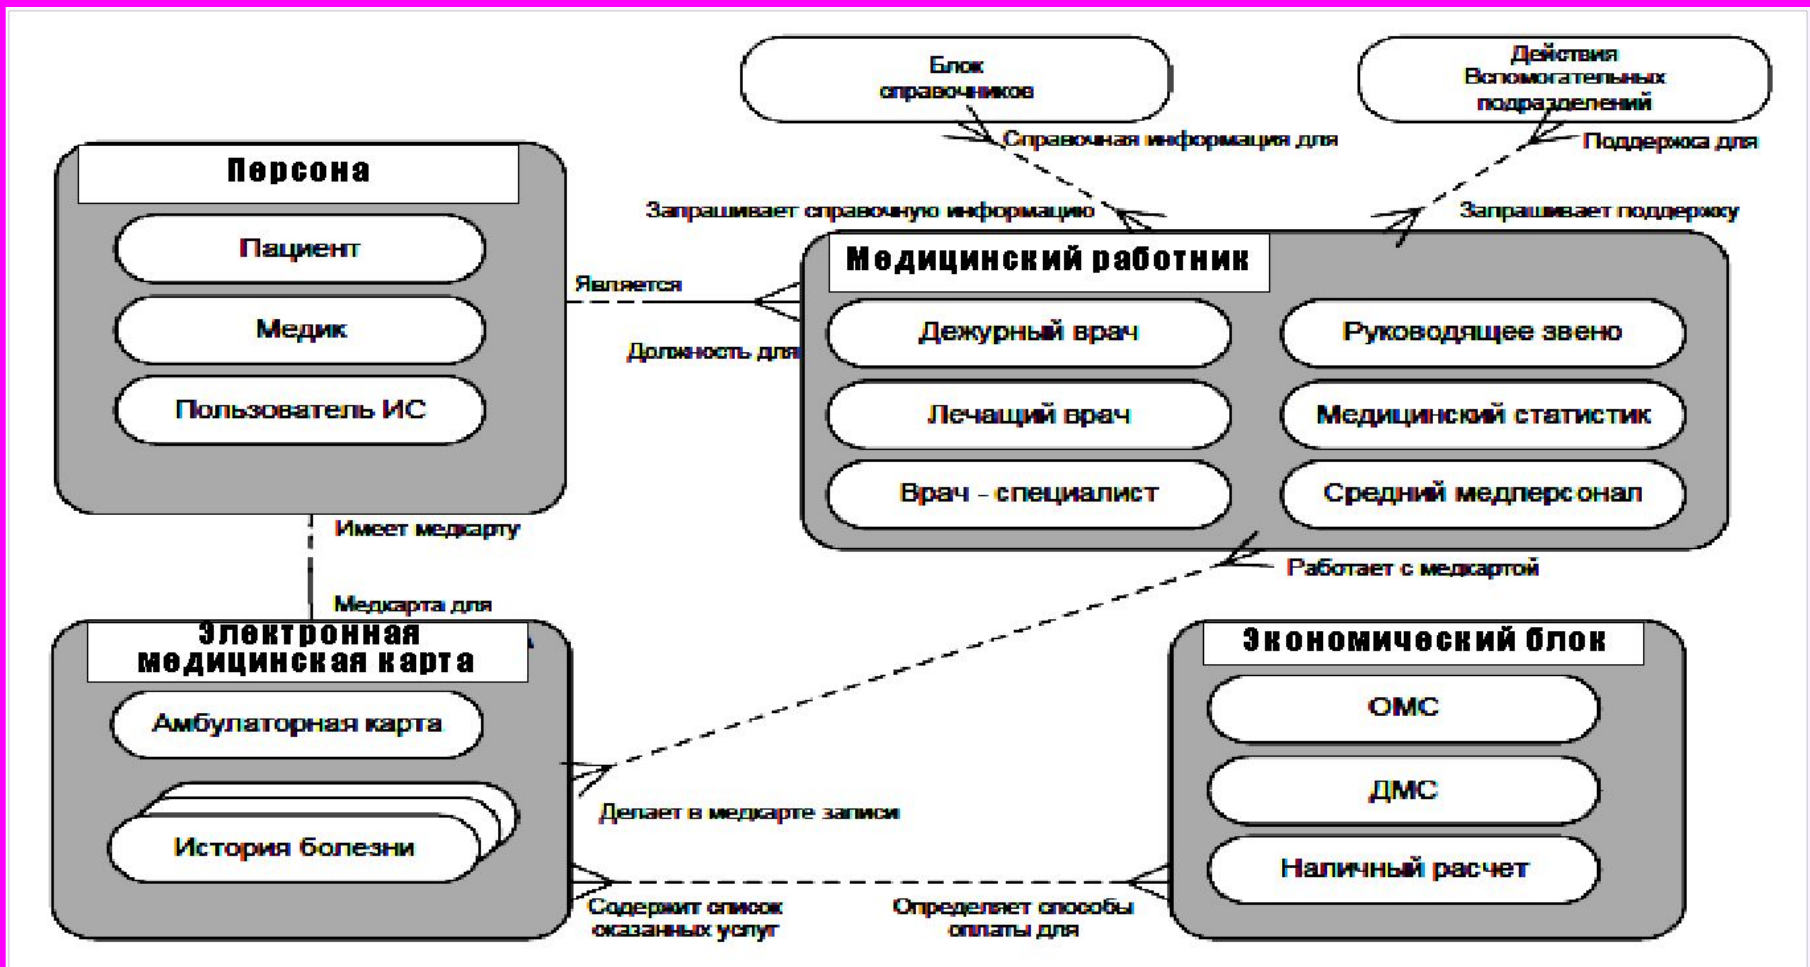 Блок
справочников
Действия
Вспомогательных
подразделений
Справочная информация для
Поддержка для
Персона
Пациент
Медик
Пользователь ИС
Запрашивает справочную информацию
Запрашивает поддержку
Является
Должность для
Медицинский работник
Дежурный врач
Руководящее звено
Лечащий врач
Медицинский статистик
Врач - специалист
Средний медперсонал
Имеет медкарту
Медкарта для
Работает с медкартой
Электронная
медицинская карта
Амбулаторная карта
История болезни
Делает в медкарте записи
Экономический блок
ОМС
ДМС
Наличный расчет
Содержит список
оказанных услуг
Определяет способы
оплаты для